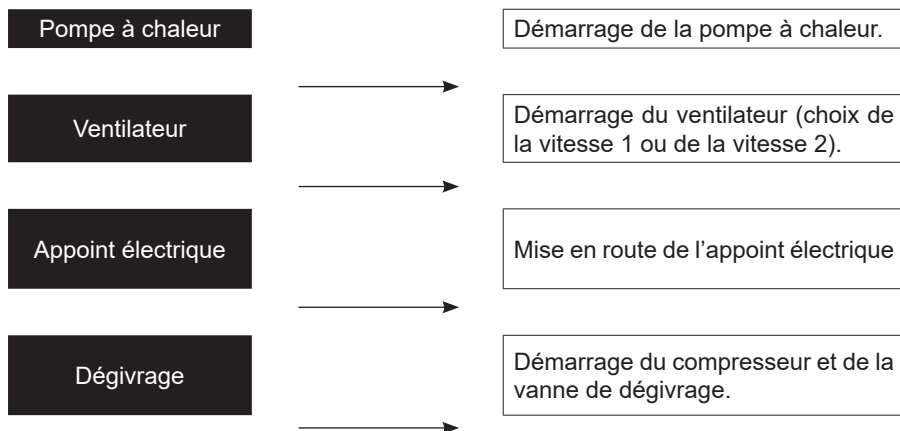 Pompe à chaleur
Démarrage de la pompe à chaleur.
Ventilateur
Démarrage du ventilateur (choix de
la vitesse 1 ou de la vitesse 2).
Appoint électrique
Mise en route de l’appoint électrique
Dégivrage
Démarrage du compresseur et de la
vanne de dégivrage.